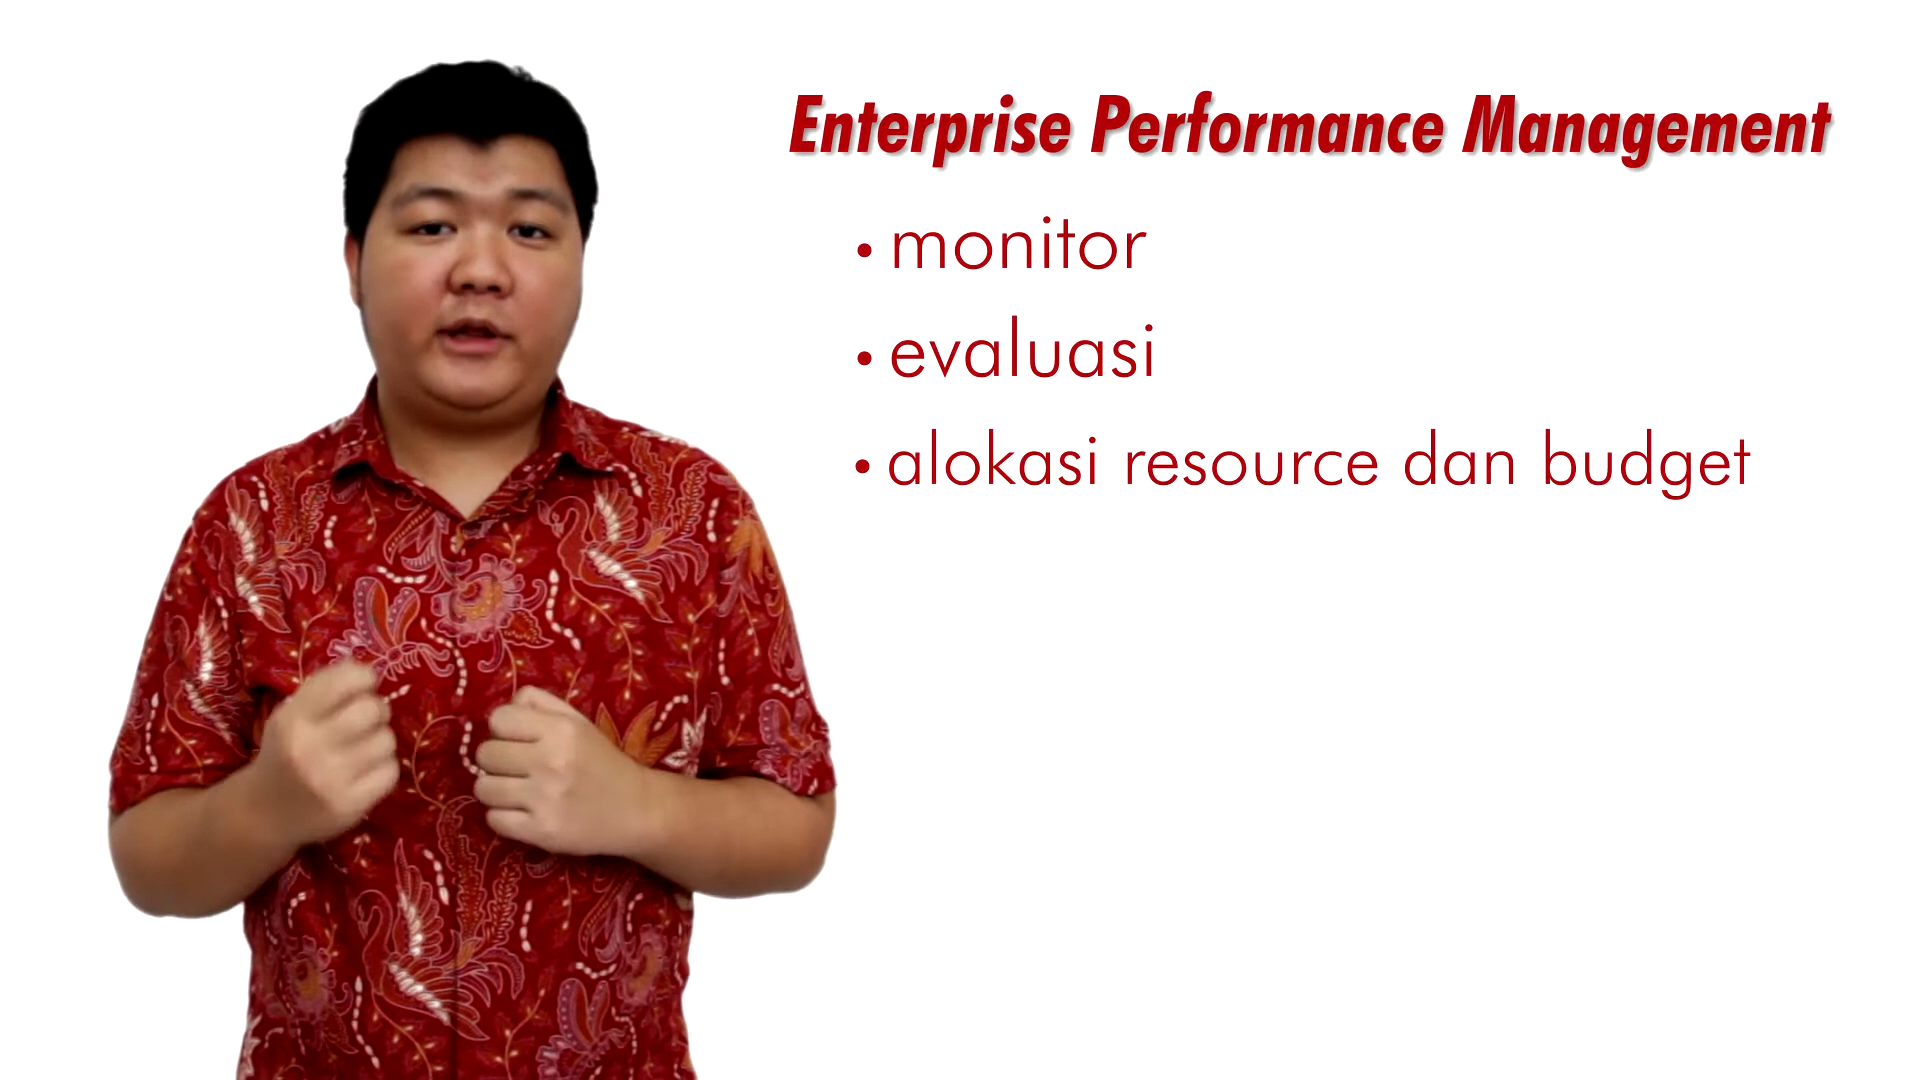 Enterprise Performance Management
• monitor
• evaluasi
• alokasi resource dan budget